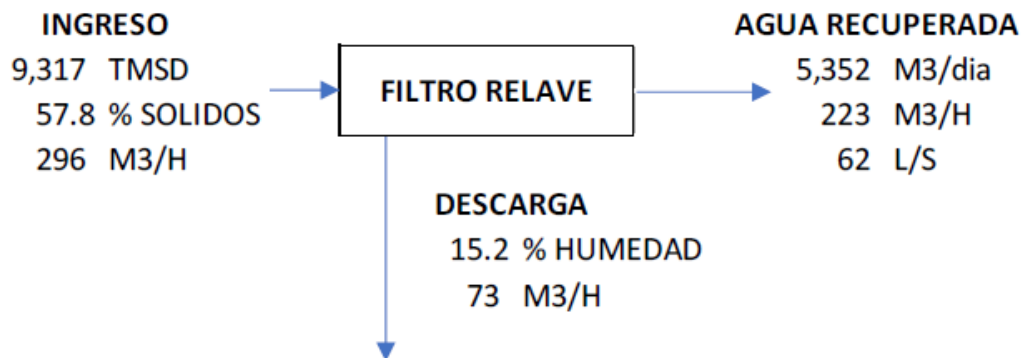 INGRESO
9,317 TMSD
57.8 % SOLIDOS
296 M3/H
FILTRO RELAVE
AGUA RECUPERADA
5,352 M3/dia
223 M3/H
62 L/S
DESCARGA
15.2 % HUMEDAD
73 M3/H